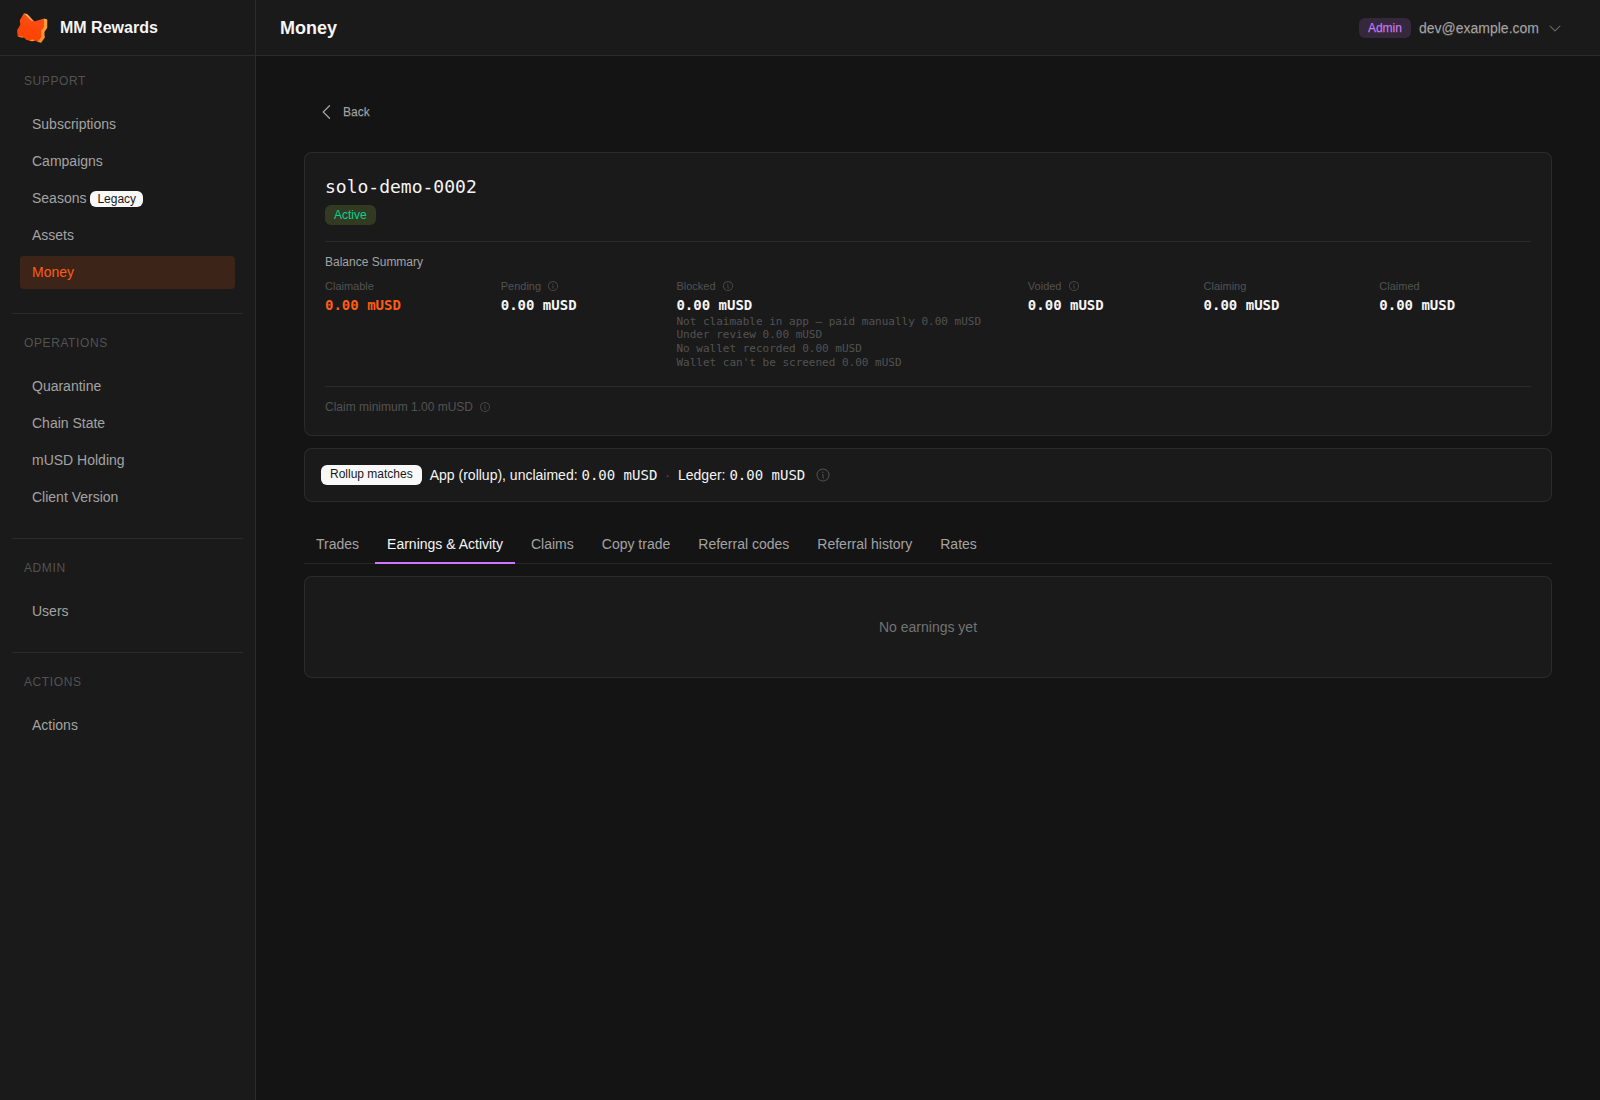 MM Rewards
Money
Admin
dev@example.com
SUPPORT
Subscriptions
Campaigns
Seasons Legacy
Assets
Money
OPERATIONS
Quarantine
Chain State
mUSD Holding
Client Version
ADMIN
Users
ACTIONS
Actions
Back
solo-demo-0002
Active
Balance Summary
Claimable
0.00 mUSD
Pending
0.00 mUSD
Blocked
0.00 mUSD
Not claimable in app — paid manually 0.00 mUSD
Under review 0.00 mUSD
No wallet recorded 0.00 mUSD
Wallet can't be screened 0.00 mUSD
Voided
0.00 mUSD
Claiming
0.00 mUSD
Claimed
0.00 mUSD
Claim minimum 1.00 mUSD
Rollup matches App (rollup), unclaimed: 0.00 mUSD · Ledger: 0.00 mUSD
Trades Earnings & Activity Claims Copy trade Referral codes Referral history Rates
No earnings yet